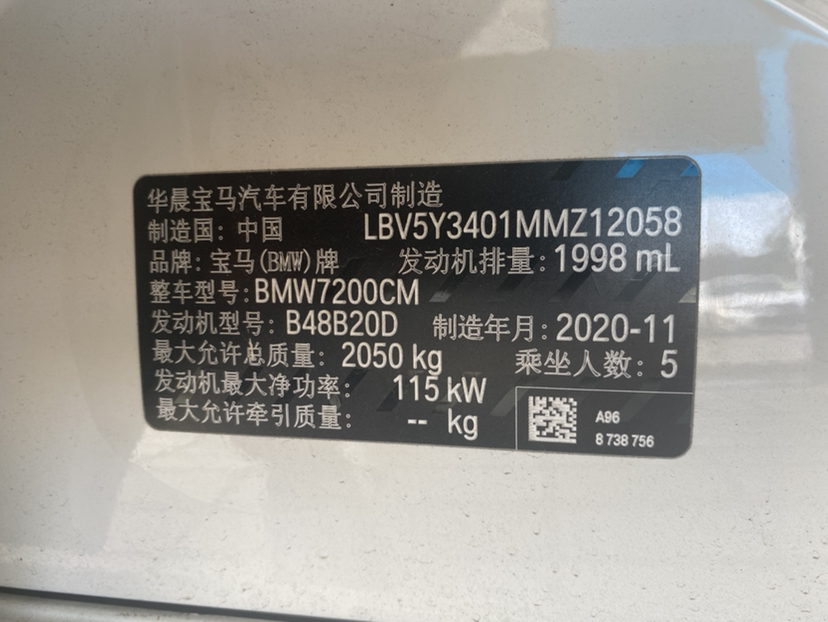 华晨宝马汽车有限公司制造
制造国: 中国 LBV5Y3401MMZ12058
品牌: 宝马(BMW)牌 发动机排量: 1998 mL
整车型号: BMW7200CM
发动机型号: B48B20D 制造年月: 2020-11
最大允许总质量: 2050 kg 乘坐人数: 5
发动机最大净功率: 115 kW
最大允许牵引质量: -- kg
A96
8 738 756